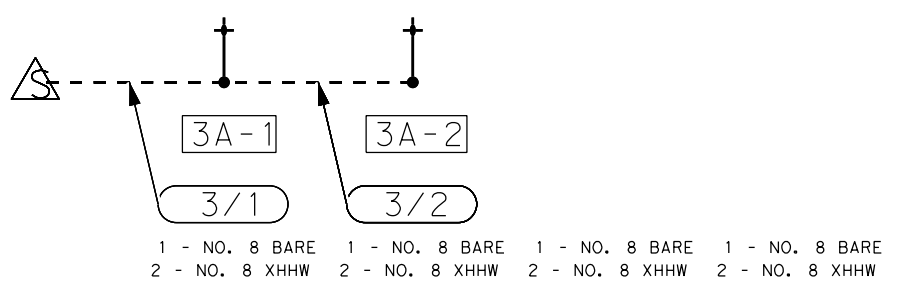 S
3A-1 3A-2
3/1 3/2
1 - NO. 8 BARE 1 - NO. 8 BARE 1 - NO. 8 BARE 1 - NO. 8 BARE
2 - NO. 8 XHHW 2 - NO. 8 XHHW 2 - NO. 8 XHHW 2 - NO. 8 XHHW